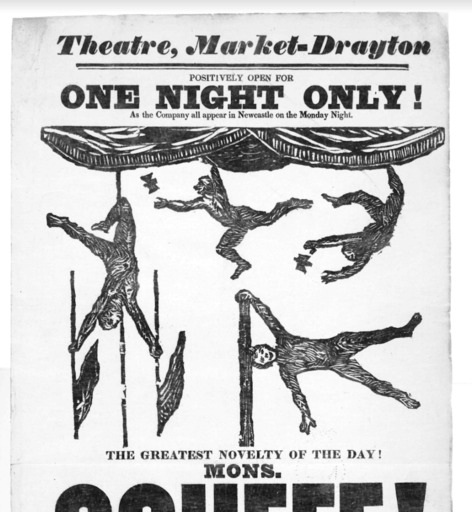 Theatre, Market-Drayton
POSITIVELY OPEN FOR
ONE NIGHT ONLY!
As the Company all appear in Newcastle on the Monday Night.
THE GREATEST NOVELTY OF THE DAY!
MONS.
GOUFFE!